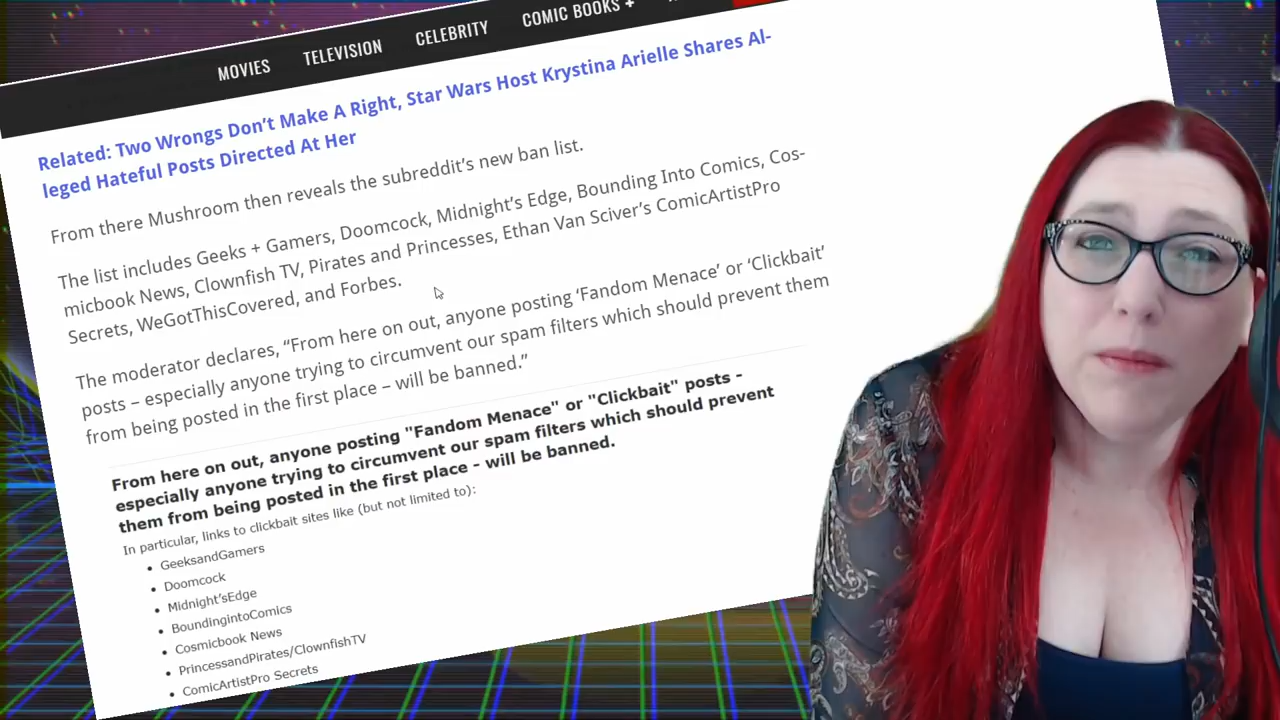 MOVIES TELEVISION CELEBRITY COMIC BOOKS +
Related: Two Wrongs Don’t Make A Right, Star Wars Host Krystina Arielle Shares Al-
leged Hateful Posts Directed At Her
From there Mushroom then reveals the subreddit’s new ban list.
The list includes Geeks + Gamers, Doomcock, Midnight’s Edge, Bounding Into Comics, Cos-
micbook News, Clownfish TV, Pirates and Princesses, Ethan Van Sciver’s ComicArtistPro
Secrets, WeGotThisCovered, and Forbes.
The moderator declares, “From here on out, anyone posting ‘Fandom Menace’ or ‘Clickbait’
posts – especially anyone trying to circumvent our spam filters which should prevent them
from being posted in the first place – will be banned.”
From here on out, anyone posting "Fandom Menace" or "Clickbait" posts -
especially anyone trying to circumvent our spam filters which should prevent
them from being posted in the first place - will be banned.
In particular, links to clickbait sites like (but not limited to):
• GeeksandGamers
• Doomcock
• Midnight'sEdge
• BoundingintoComics
• Cosmicbook News
• PrincessandPirates/ClownfishTV
• ComicArtistPro Secrets